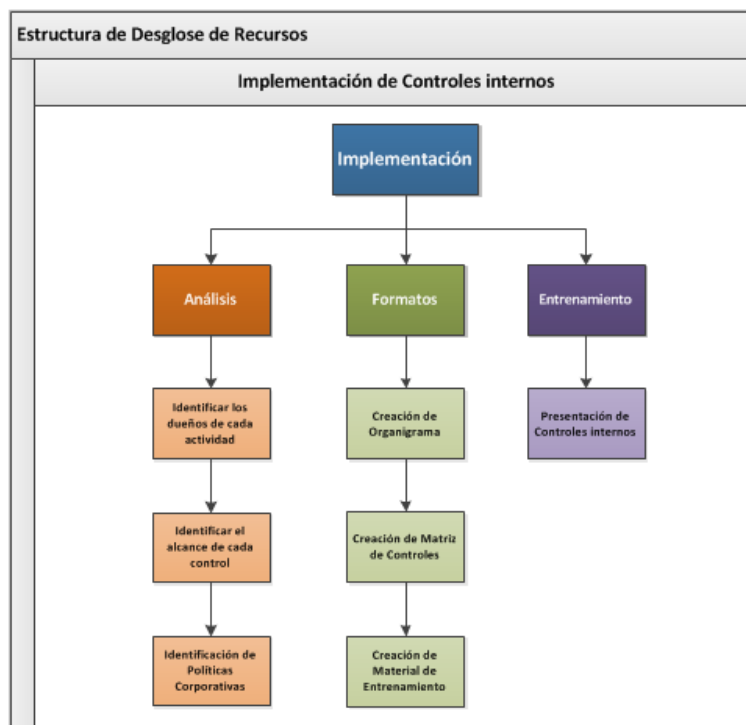 Estructura de Desglose de Recursos
Implementación de Controles internos
Implementación
Análisis
Formatos
Entrenamiento
Identificar los
dueños de cada
actividad
Creación de
Organigrama
Presentación de
Controles internos
Identificar el
alcance de cada
control
Creación de Matriz
de Controles
Identificación de
Políticas
Corporativas
Creación de
Material de
Entrenamiento